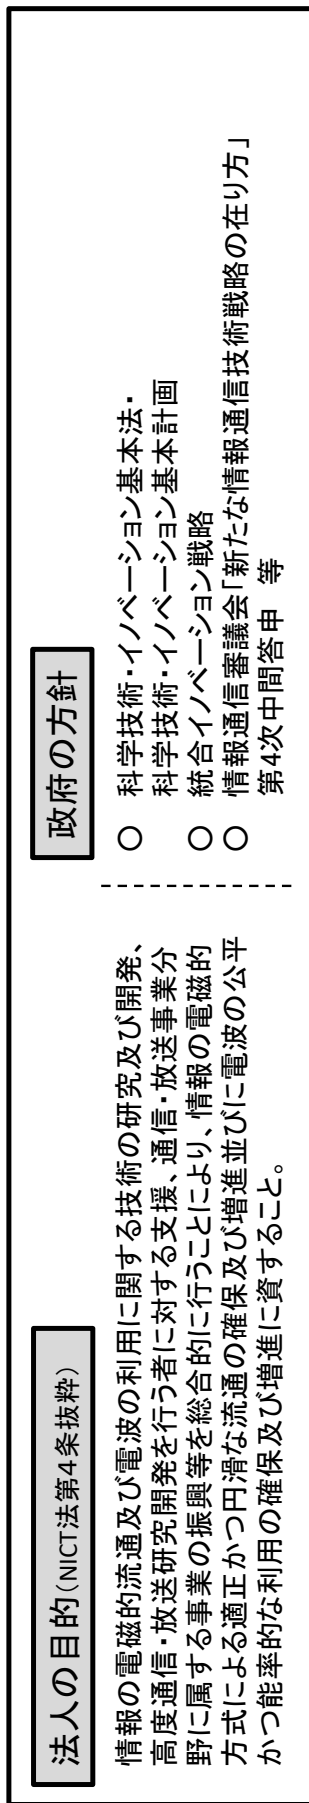 法人の目的(NICT法第4条抜粋)
情報の電磁的流通及び電波の利用に関する技術の研究及び開発、
高度通信・放送研究開発を行う者に対する支援、通信・放送事業分
野に属する事業の振興等を総合的に行うことにより、情報の電磁的
方式による適正かつ円滑な流通の確保及び増進並びに電波の公平
かつ能率的な利用の確保及び増進に資すること。
政府の方針
○ 科学技術・イノベーション基本法・
科学技術・イノベーション基本計画
○ 統合イノベーション戦略
○ 情報通信審議会「新たな情報通信技術戦略の在り方」
第4次中間答申 等